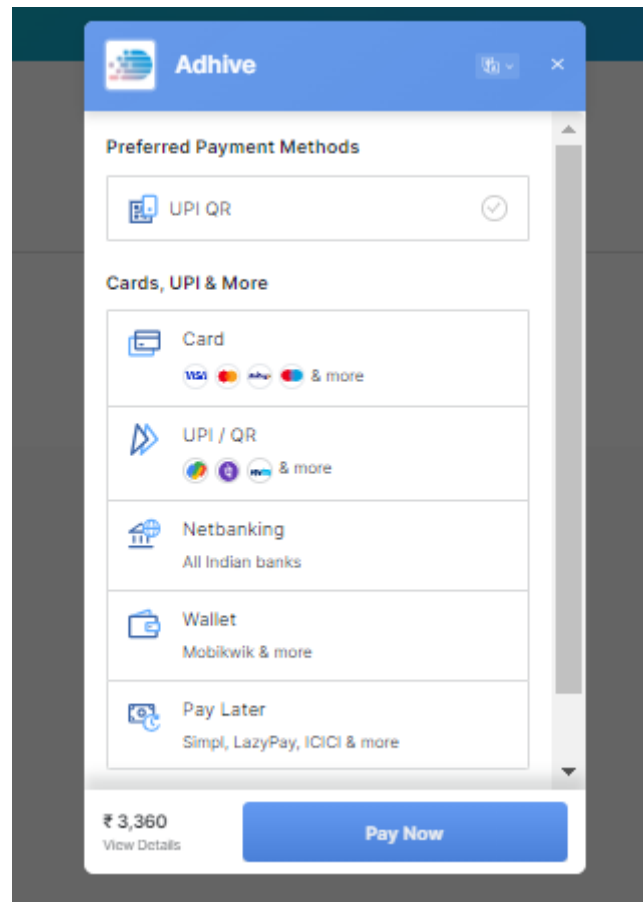 Adhive
Preferred Payment Methods
UPI QR
Cards, UPI & More
Card
VISA & more
UPI / QR
& more
Netbanking
All Indian banks
Wallet
Mobikwik & more
Pay Later
Simpl, LazyPay, ICICI & more
₹ 3,360
Pay Now
View Details